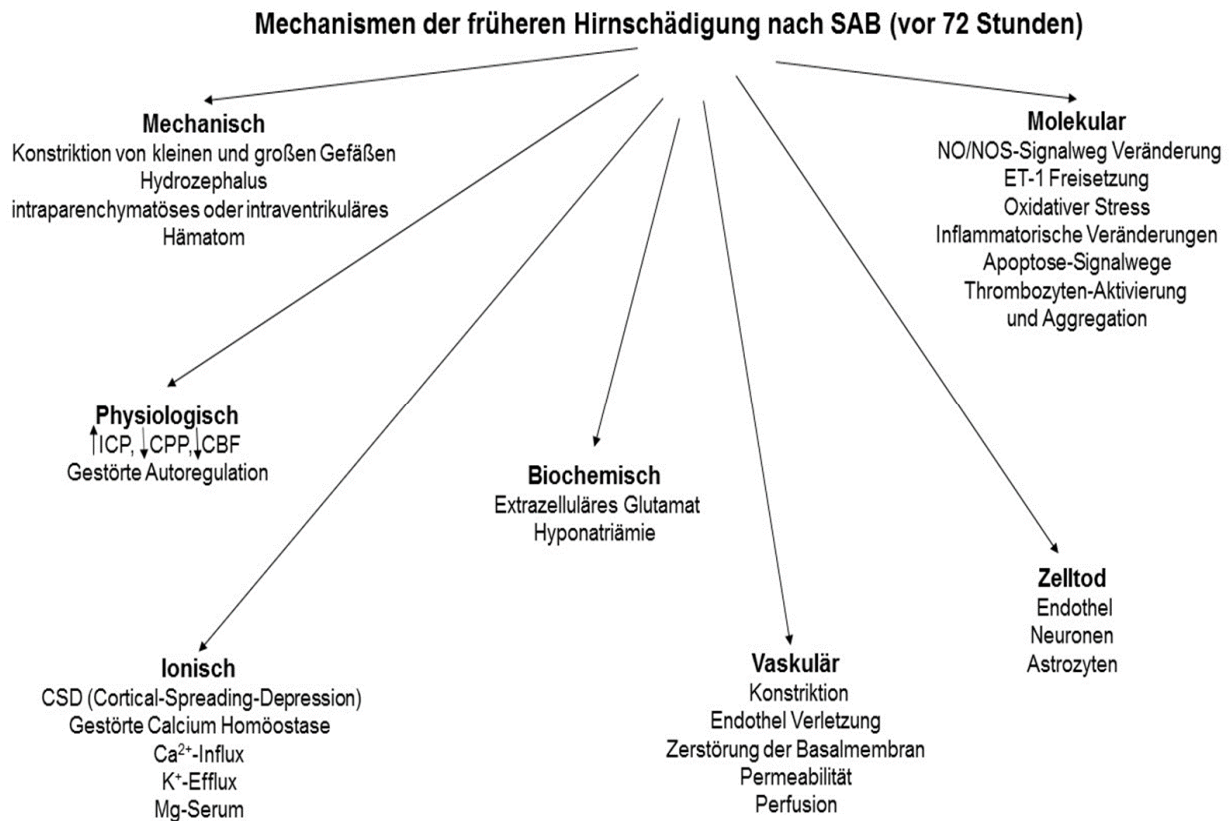 Mechanismen der früheren Hirnschädigung nach SAB (vor 72 Stunden)
Mechanisch
Konstriktion von kleinen und großen Gefäßen
Hydrozephalus
intraparenchymatöses oder intraventrikuläres
Hämatom
Molekular
NO/NOS-Signalweg Veränderung
ET-1 Freisetzung
Oxidativer Stress
Inflammatorische Veränderungen
Apoptose-Signalwege
Thrombozyten-Aktivierung
und Aggregation
Physiologisch
↑ICP, ↓CPP, ↓CBF
Gestörte Autoregulation
Biochemisch
Extrazelluläres Glutamat
Hyponatriämie
Zelltod
Endothel
Neuronen
Astrozyten
Ionisch
CSD (Cortical-Spreading-Depression)
Gestörte Calcium Homöostase
Ca²⁺-Influx
K⁺-Efflux
Mg-Serum
Vaskulär
Konstriktion
Endothel Verletzung
Zerstörung der Basalmembran
Permeabilität
Perfusion